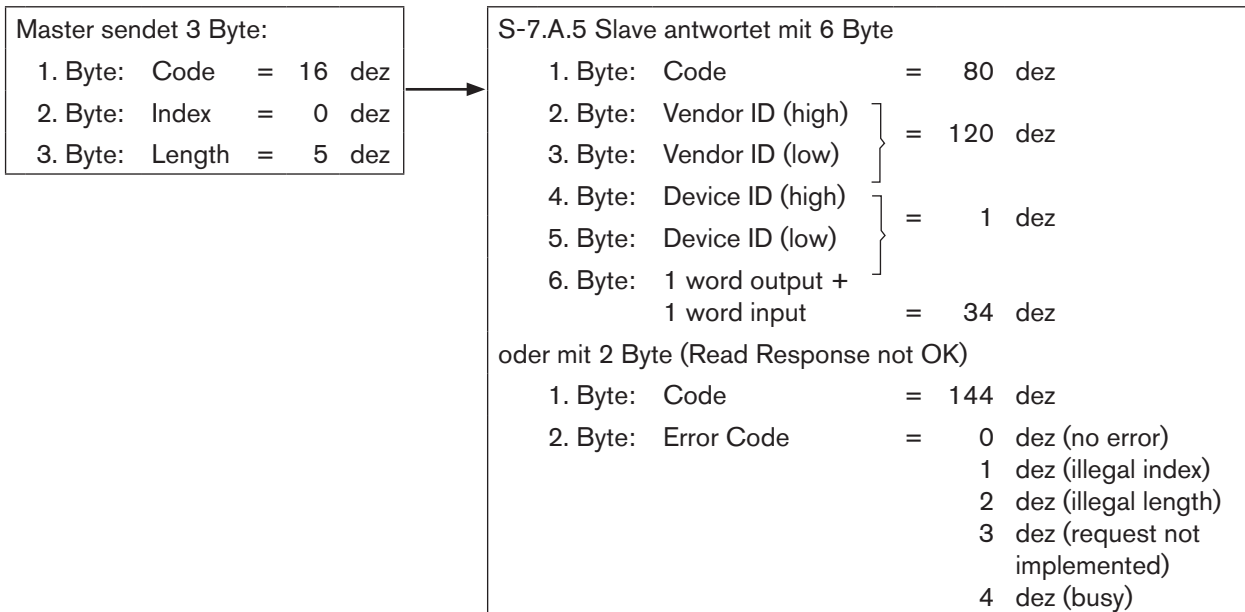 Master sendet 3 Byte:
1. Byte: Code = 16 dez
2. Byte: Index = 0 dez
3. Byte: Length = 5 dez
S-7.A.5 Slave antwortet mit 6 Byte
1. Byte: Code = 80 dez
2. Byte: Vendor ID (high)
= 120 dez
3. Byte: Vendor ID (low)
4. Byte: Device ID (high)
= 1 dez
5. Byte: Device ID (low)
6. Byte: 1 word output +
1 word input = 34 dez
oder mit 2 Byte (Read Response not OK)
1. Byte: Code = 144 dez
2. Byte: Error Code = 0 dez (no error)
1 dez (illegal index)
2 dez (illegal length)
3 dez (request not
implemented)
4 dez (busy)